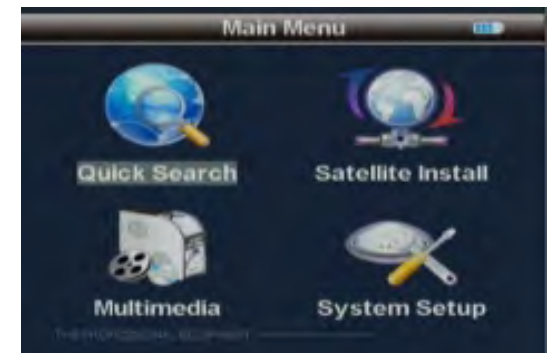 Main Menu
Quick Search
Satellite Install
Multimedia
System Setup